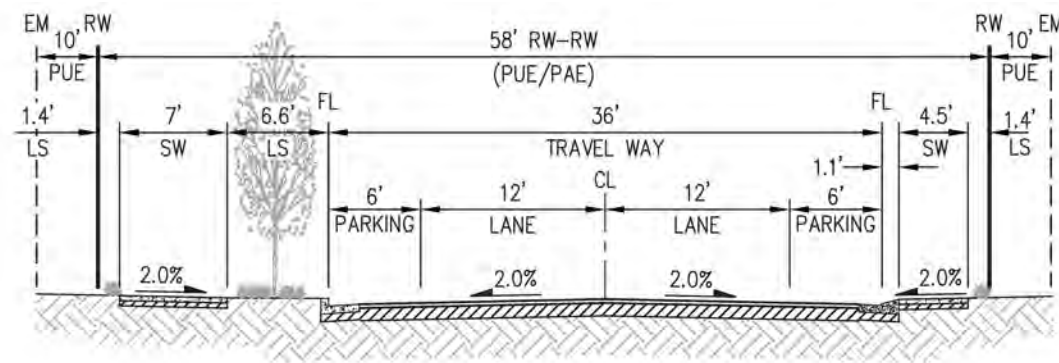 EM RW RW EM
10' 58' RW-RW 10'
PUE (PUE/PAE) PUE
FL FL
1.4' 7' 6.6' 36' 4.5' 1.4'
LS SW LS TRAVEL WAY SW LS
1.1'
CL
6' 12' 12' 6'
PARKING LANE LANE PARKING
2.0% 2.0% 2.0% 2.0%